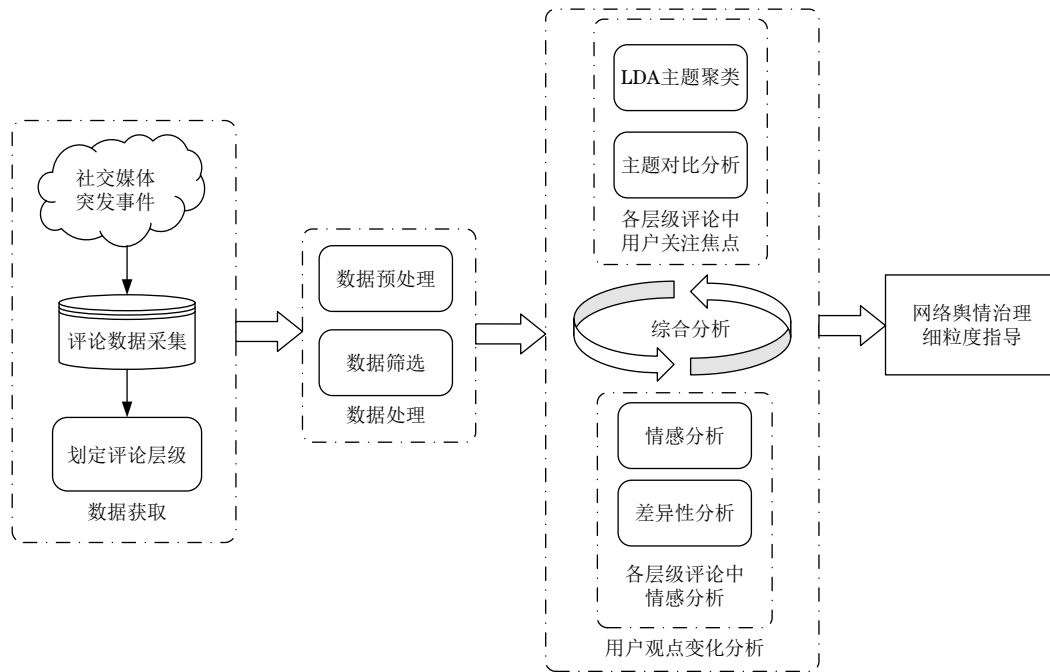 社交媒体
突发事件
评论数据采集
划定评论层级
数据获取
数据预处理
数据筛选
数据处理
LDA主题聚类
主题对比分析
各层级评论中
用户关注焦点
综合分析
情感分析
差异性分析
各层级评论中
情感分析
用户观点变化分析
网络舆情治理
细粒度指导